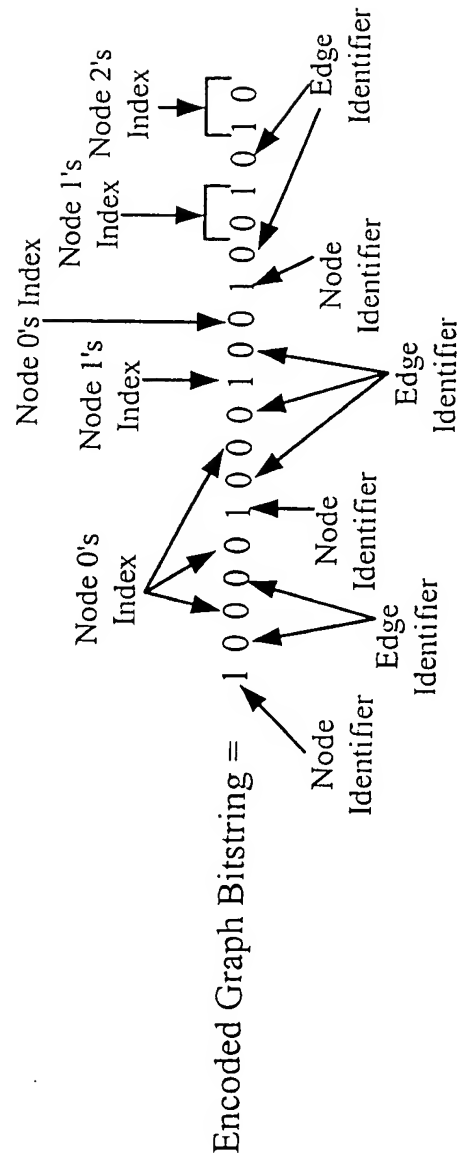 Node 0's Index
Node 0's
Index
Node 1's
Index
Node 1's
Index
Node 2's
Index
Encoded Graph Bitstring = 1 0 0 0 0 1 0 0 0 1 0 0 1 0 0 1 0 1 0
Node
Identifier
Edge
Identifier
Node
Identifier
Edge
Identifier
Node
Identifier
Edge
Identifier